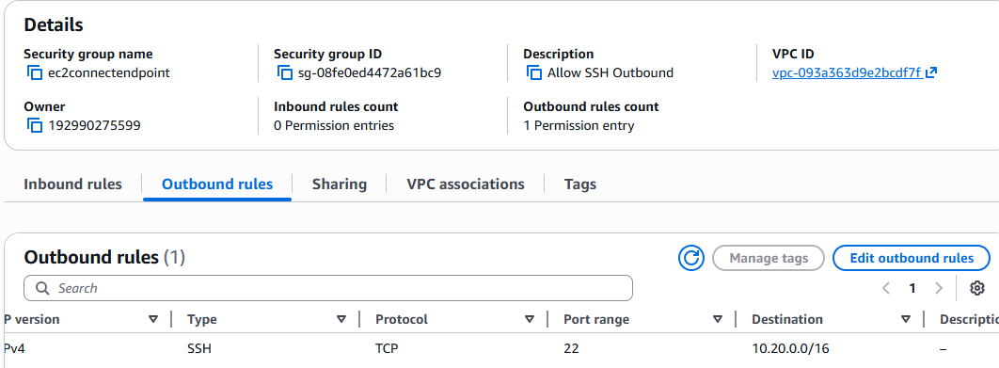 Details
Security group name
ec2connectendpoint
Security group ID
sg-08fe0ed4472a61bc9
Description
Allow SSH Outbound
VPC ID
vpc-093a363d9e2bcdf7f
Owner
192990275599
Inbound rules count
0 Permission entries
Outbound rules count
1 Permission entry
Inbound rules Outbound rules Sharing VPC associations Tags
Outbound rules (1)
Manage tags Edit outbound rules
Search
1
P version Type Protocol Port range Destination Descriptio
Pv4 SSH TCP 22 10.20.0.0/16 –